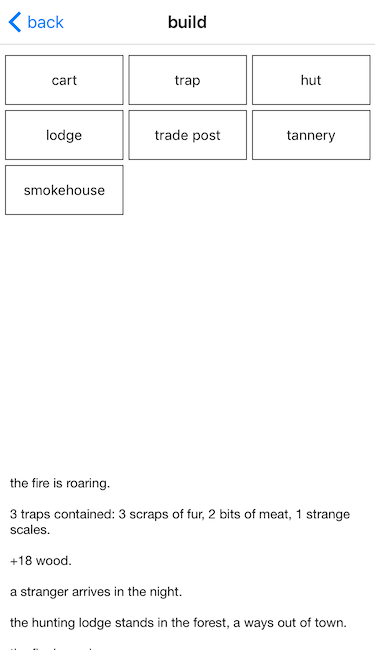 back
build
cart
trap
hut
lodge
trade post
tannery
smokehouse
the fire is roaring.
3 traps contained: 3 scraps of fur, 2 bits of meat, 1 strange
scales.
+18 wood.
a stranger arrives in the night.
the hunting lodge stands in the forest, a ways out of town.